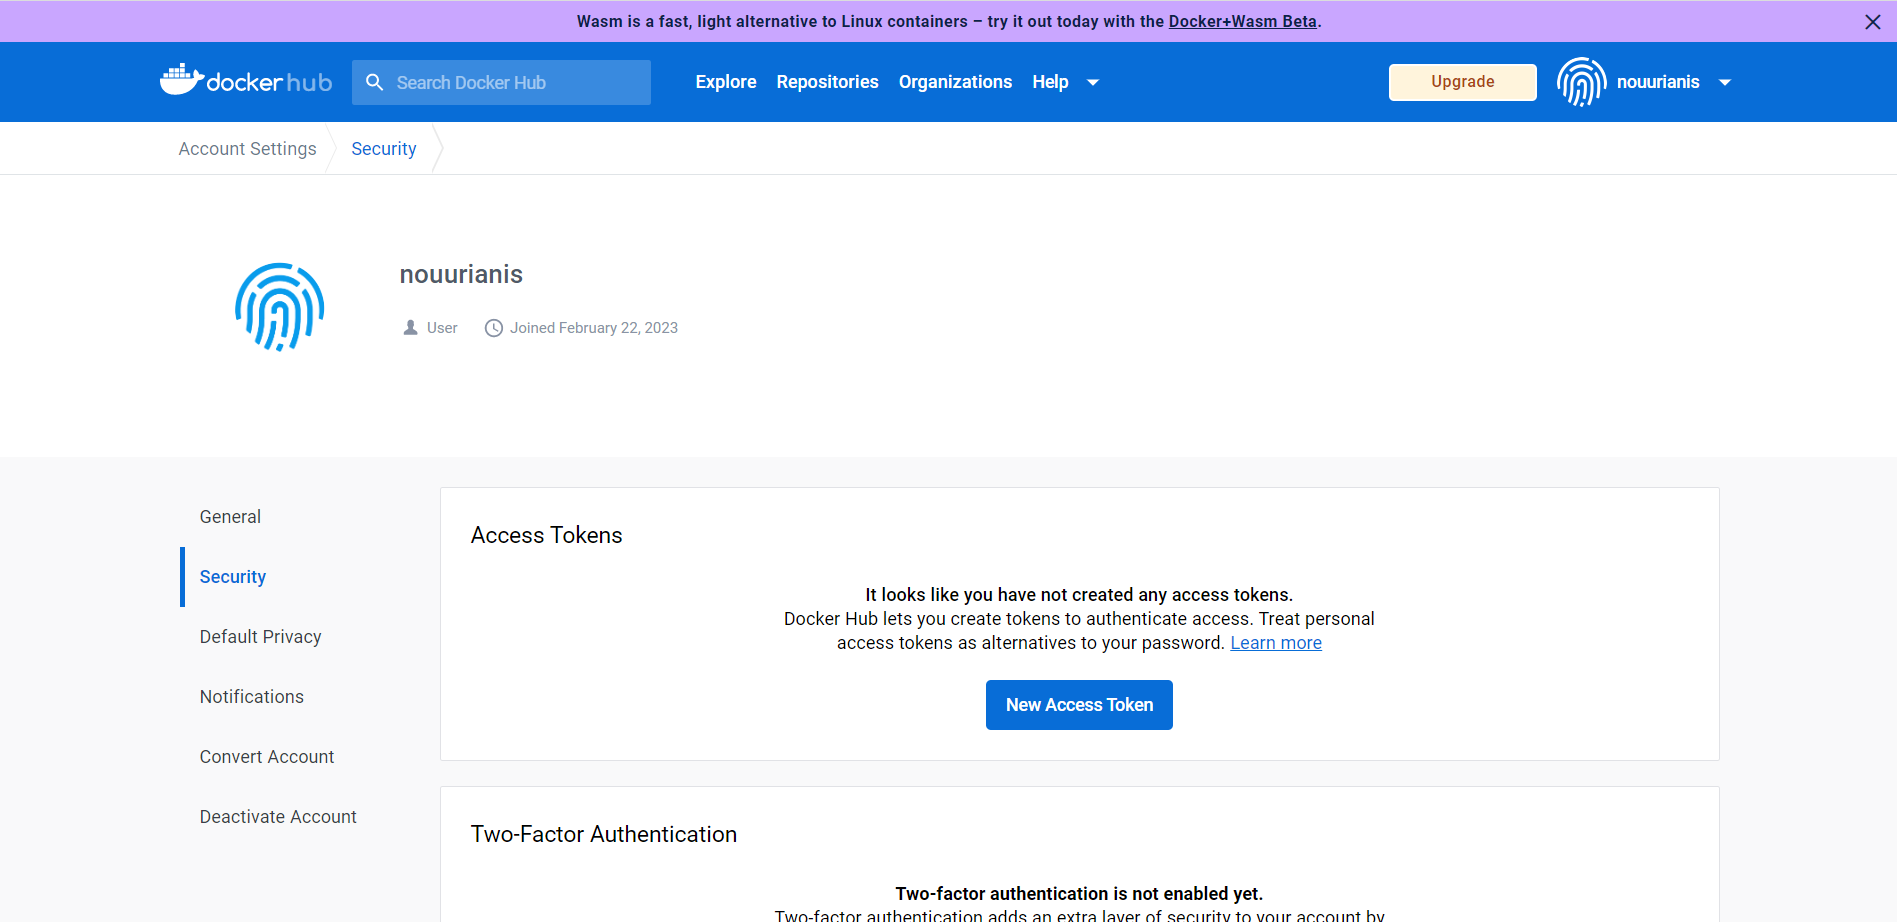 Wasm is a fast, light alternative to Linux containers – try it out today with the Docker+Wasm Beta.
docker hub
Search Docker Hub
Explore
Repositories
Organizations
Help
Upgrade
nouurianis
Account Settings
Security
nouurianis
User
Joined February 22, 2023
General
Security
Default Privacy
Notifications
Convert Account
Deactivate Account
Access Tokens
It looks like you have not created any access tokens.
Docker Hub lets you create tokens to authenticate access. Treat personal
access tokens as alternatives to your password. Learn more
New Access Token
Two-Factor Authentication
Two-factor authentication is not enabled yet.
Two-factor authentication adds an extra layer of security to your account by